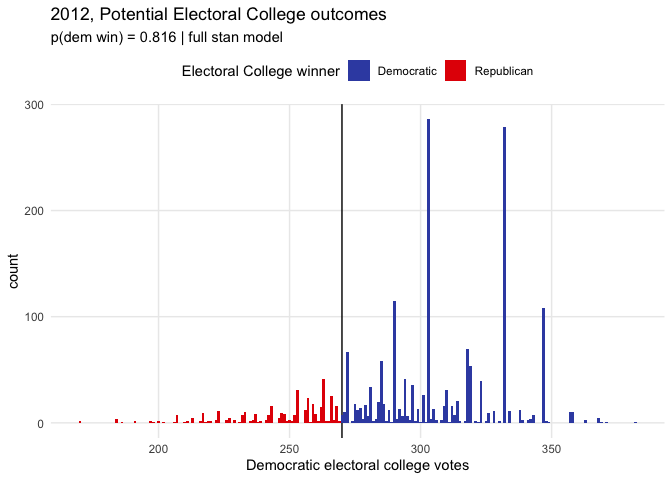 2012, Potential Electoral College outcomes
p(dem win) = 0.816 | full stan model
Electoral College winner Democratic Republican
300
200
100
0
count
200 250 300 350
Democratic electoral college votes